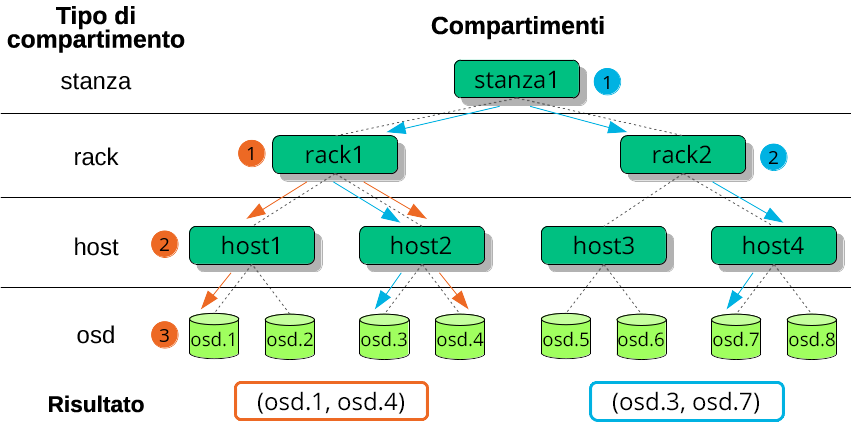 Tipo di
compartimento
Compartimenti
stanza
stanza1
1
rack
1
rack1
rack2
2
host
2
host1
host2
host3
host4
osd
3
osd.1
osd.2
osd.3
osd.4
osd.5
osd.6
osd.7
osd.8
Risultato
(osd.1, osd.4)
(osd.3, osd.7)